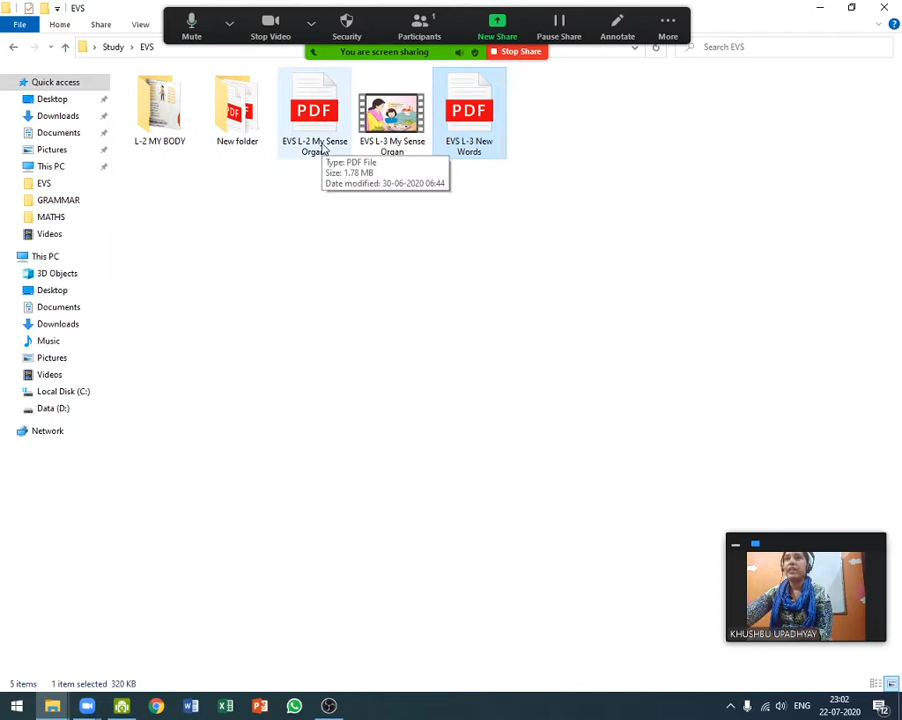 EVS
File
Home
Share
View
Mute
Stop Video
Security
Participants
1
New Share
Pause Share
Annotate
More
You are screen sharing
Stop Share
Study
EVS
Search EVS
Quick access
Desktop
Downloads
Documents
Pictures
This PC
EVS
GRAMMAR
MATHS
Videos
This PC
3D Objects
Desktop
Documents
Downloads
Music
Pictures
Videos
Local Disk (C:)
Data (D:)
Network
L-2 MY BODY
New folder
PDF
EVS L-2 My Sense
Organs
EVS L-3 My Sense
Organ
PDF
EVS L-3 New
Words
Type: PDF File
Size: 1.78 MB
Date modified: 30-06-2020 06:44
KHUSHBU UPADHYAY
5 items
1 item selected 320 KB
ENG
23:02
22-07-2020
12